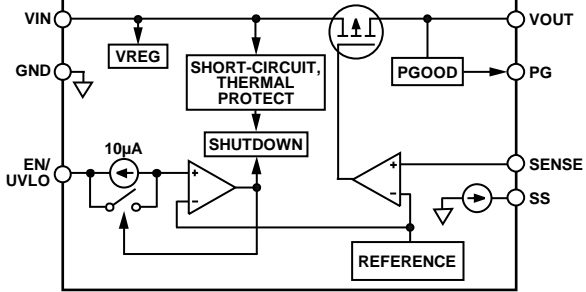 VIN
VOUT
VREG
SHORT-CIRCUIT,
THERMAL
PROTECT
PGOOD
GND
PG
SHUTDOWN
10µA
EN/
UVLO
+
−
+
−
SENSE
SS
REFERENCE